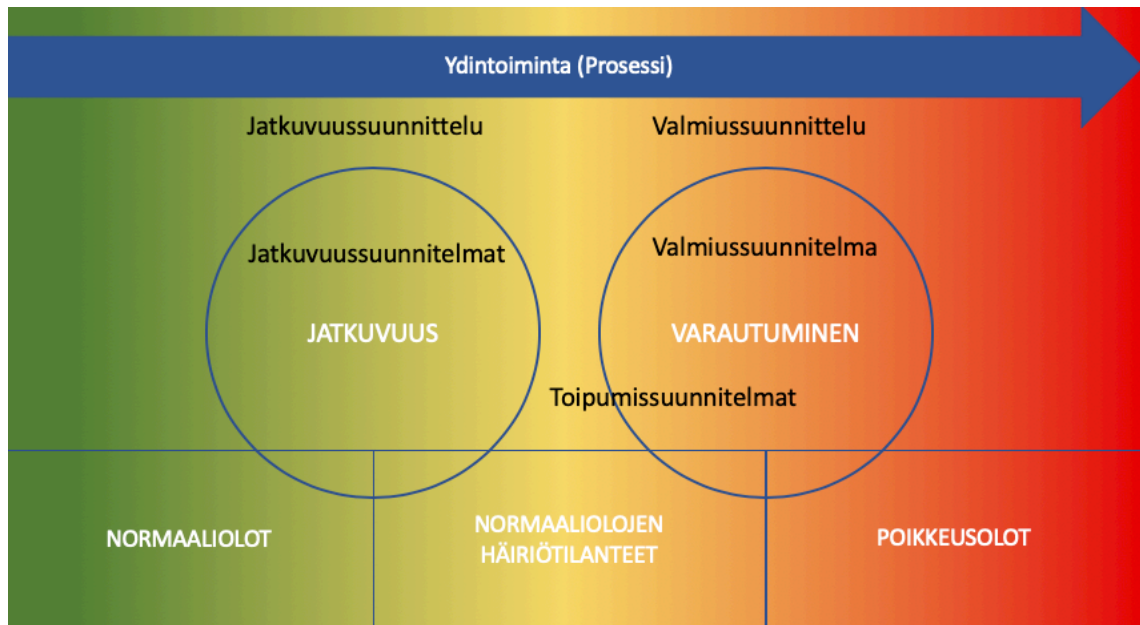 Ydintoiminta (Prosessi)
Jatkuvuussuunnittelu
Valmiussuunnittelu
Jatkuvuussuunnitelmat
Valmiussuunnitelma
JATKUVUUS
VARAUTUMINEN
Toipumissuunnitelmat
NORMAALIOLOT
NORMAALIOLOJEN
HÄIRIÖTILANTEET
POIKKEUSOLOT